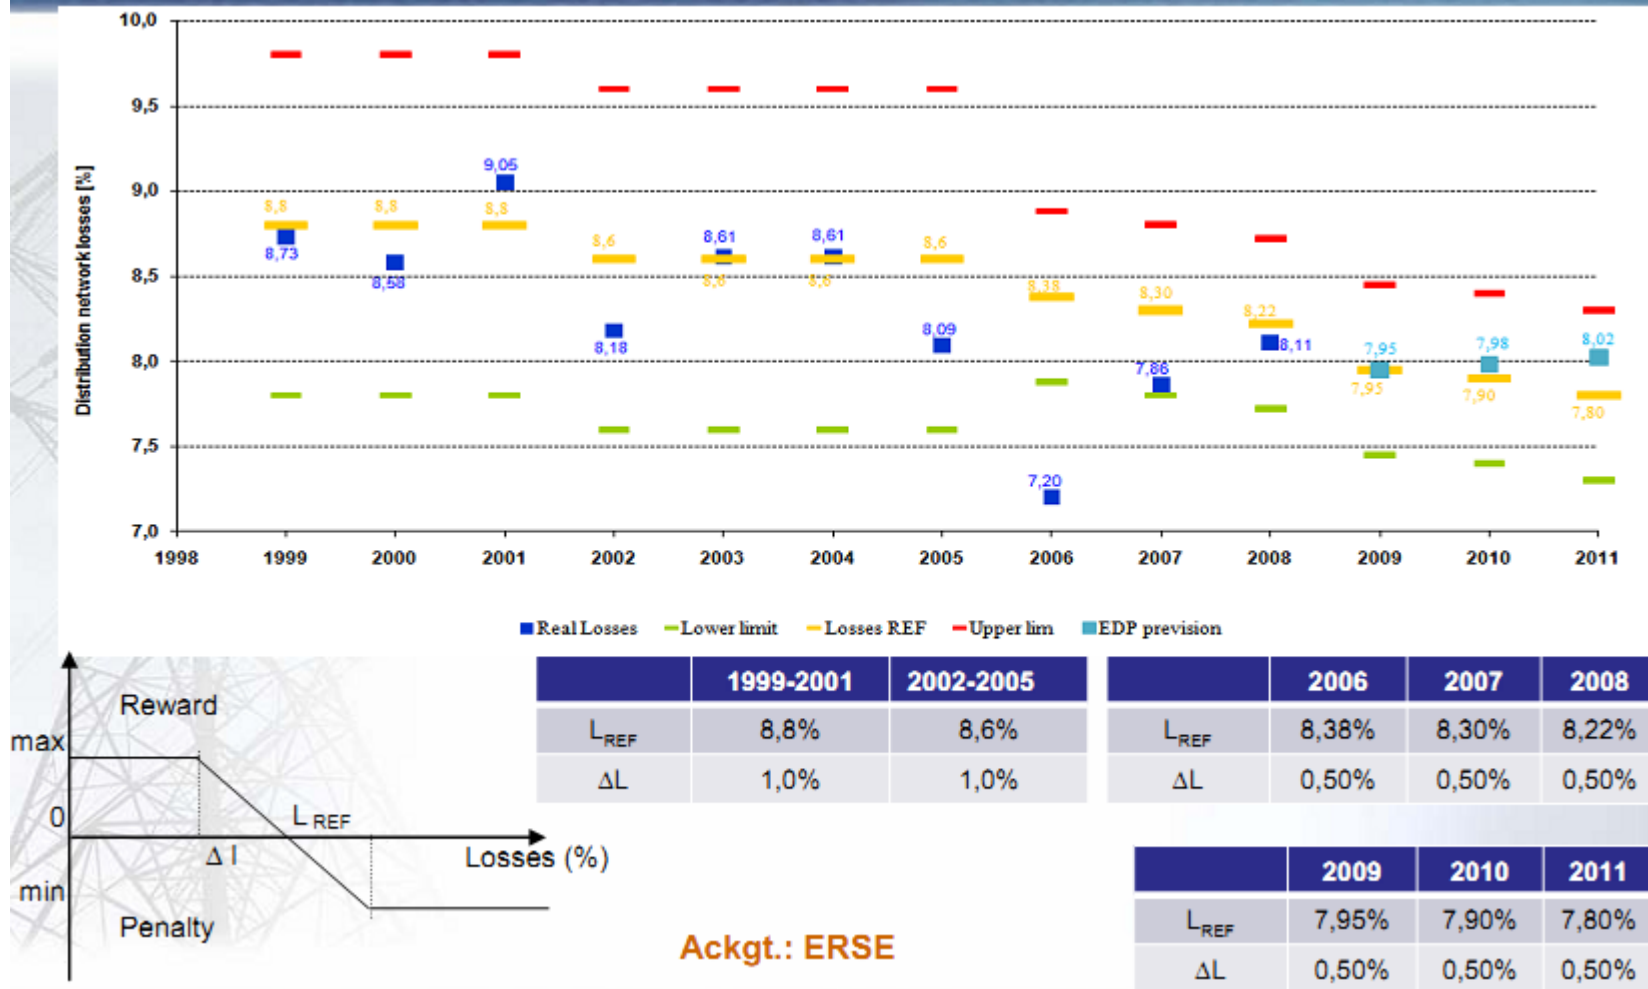 10,0
9,5
9,0
8,5
8,0
7,5
7,0
Distribution network losses [%]
8,8
8,8
8,8
8,6
8,6
8,6
8,6
8,38
8,30
8,22
7,95
7,90
7,80
8,73
8,58
9,05
8,18
8,61
8,61
8,09
7,20
7,86
8,11
7,95
7,98
8,02
1998 1999 2000 2001 2002 2003 2004 2005 2006 2007 2008 2009 2010 2011
Real Losses Lower limit Losses REF Upper lim EDP prevision
Reward
max
0
L REF
Δ l
Losses (%)
min
Penalty
1999-2001 2002-2005
LREF 8,8% 8,6%
ΔL 1,0% 1,0%
2006 2007 2008
LREF 8,38% 8,30% 8,22%
ΔL 0,50% 0,50% 0,50%
2009 2010 2011
LREF 7,95% 7,90% 7,80%
ΔL 0,50% 0,50% 0,50%
Ackgt.: ERSE